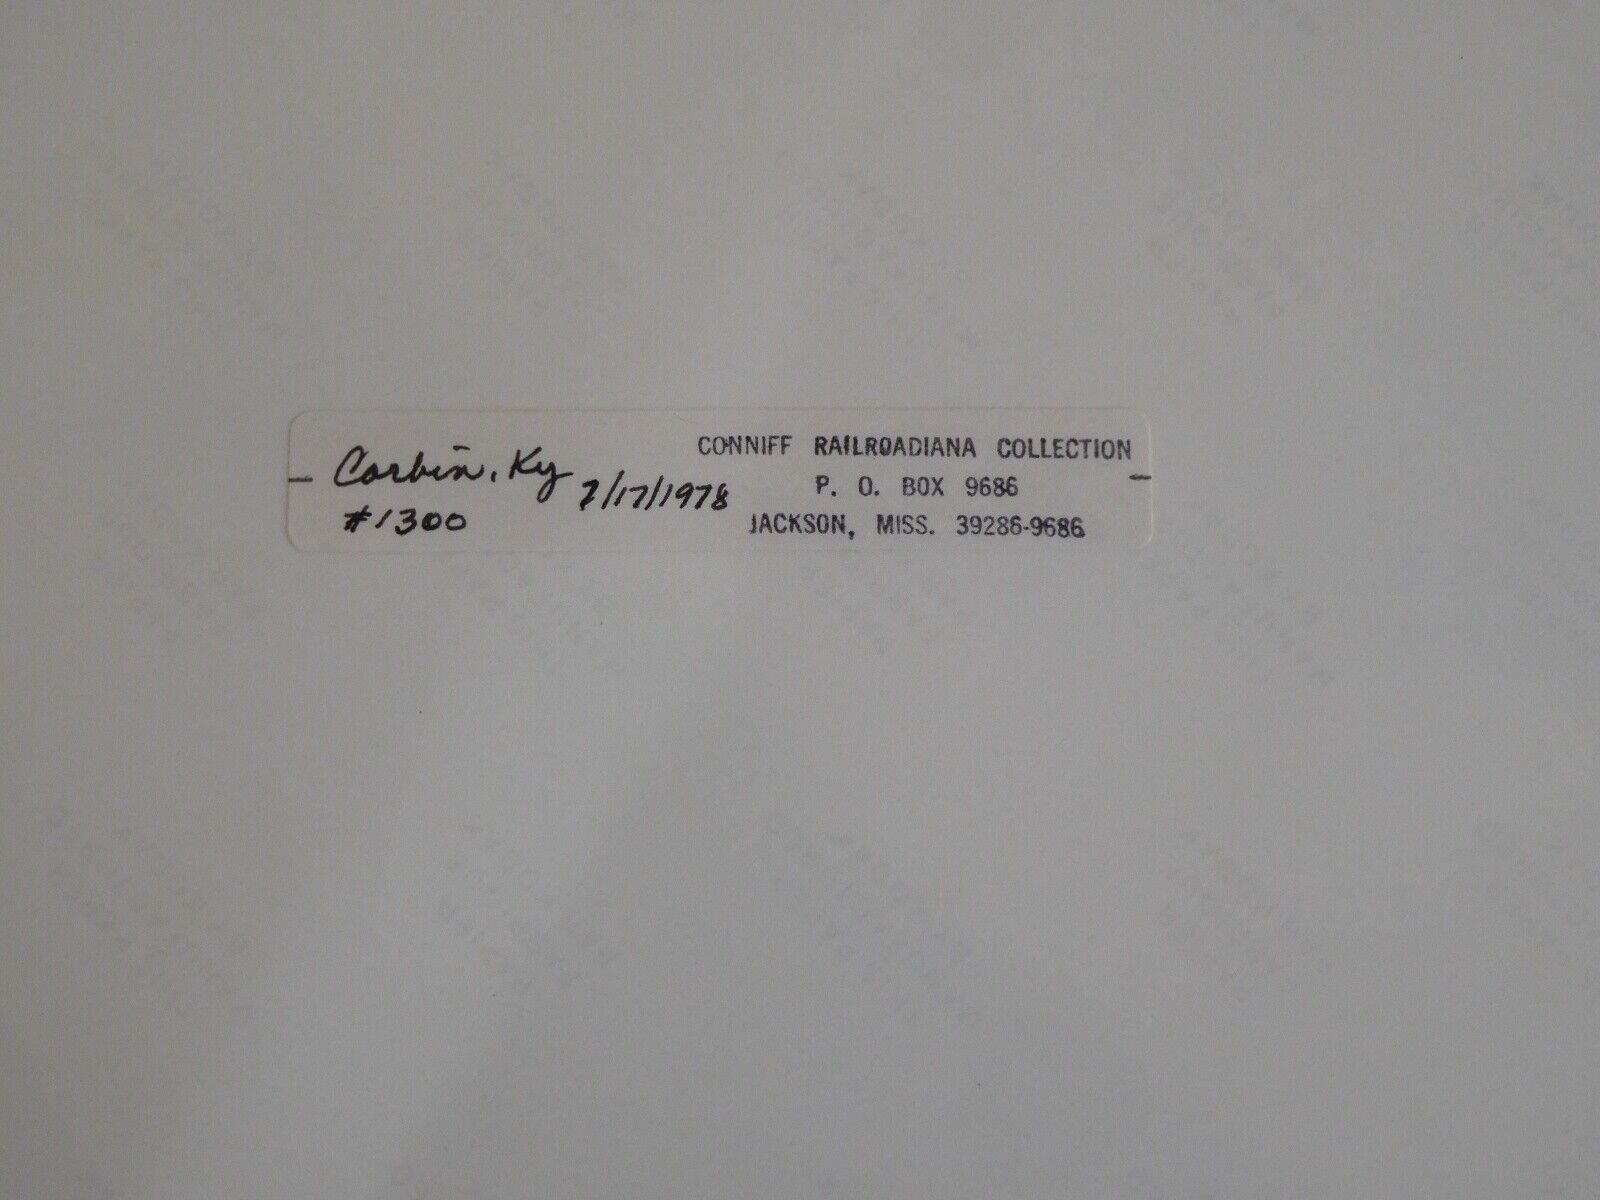 Corbin, Ky
#1300
7/17/1978
CONNIFF RAILROADIANA COLLECTION
P. O. BOX 9686
JACKSON, MISS. 39286-9686